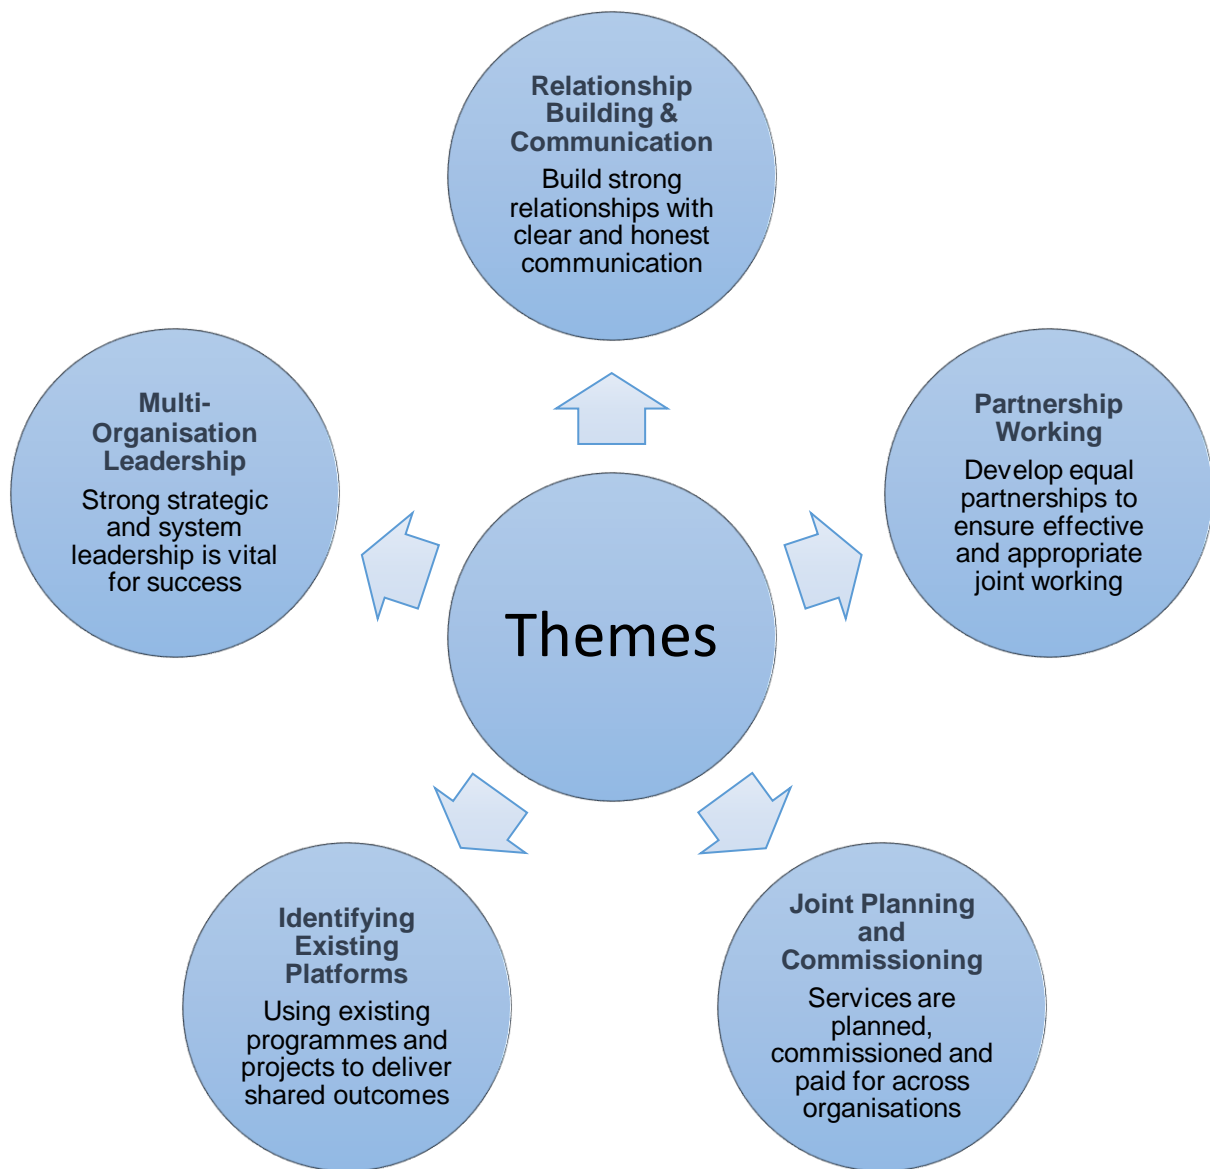 Relationship
Building &
Communication
Build strong
relationships with
clear and honest
communication
Multi-
Organisation
Leadership
Strong strategic
and system
leadership is vital
for success
Partnership
Working
Develop equal
partnerships to
ensure effective
and appropriate
joint working
Themes
Identifying
Existing
Platforms
Using existing
programmes and
projects to deliver
shared outcomes
Joint Planning
and
Commissioning
Services are
planned,
commissioned and
paid for across
organisations